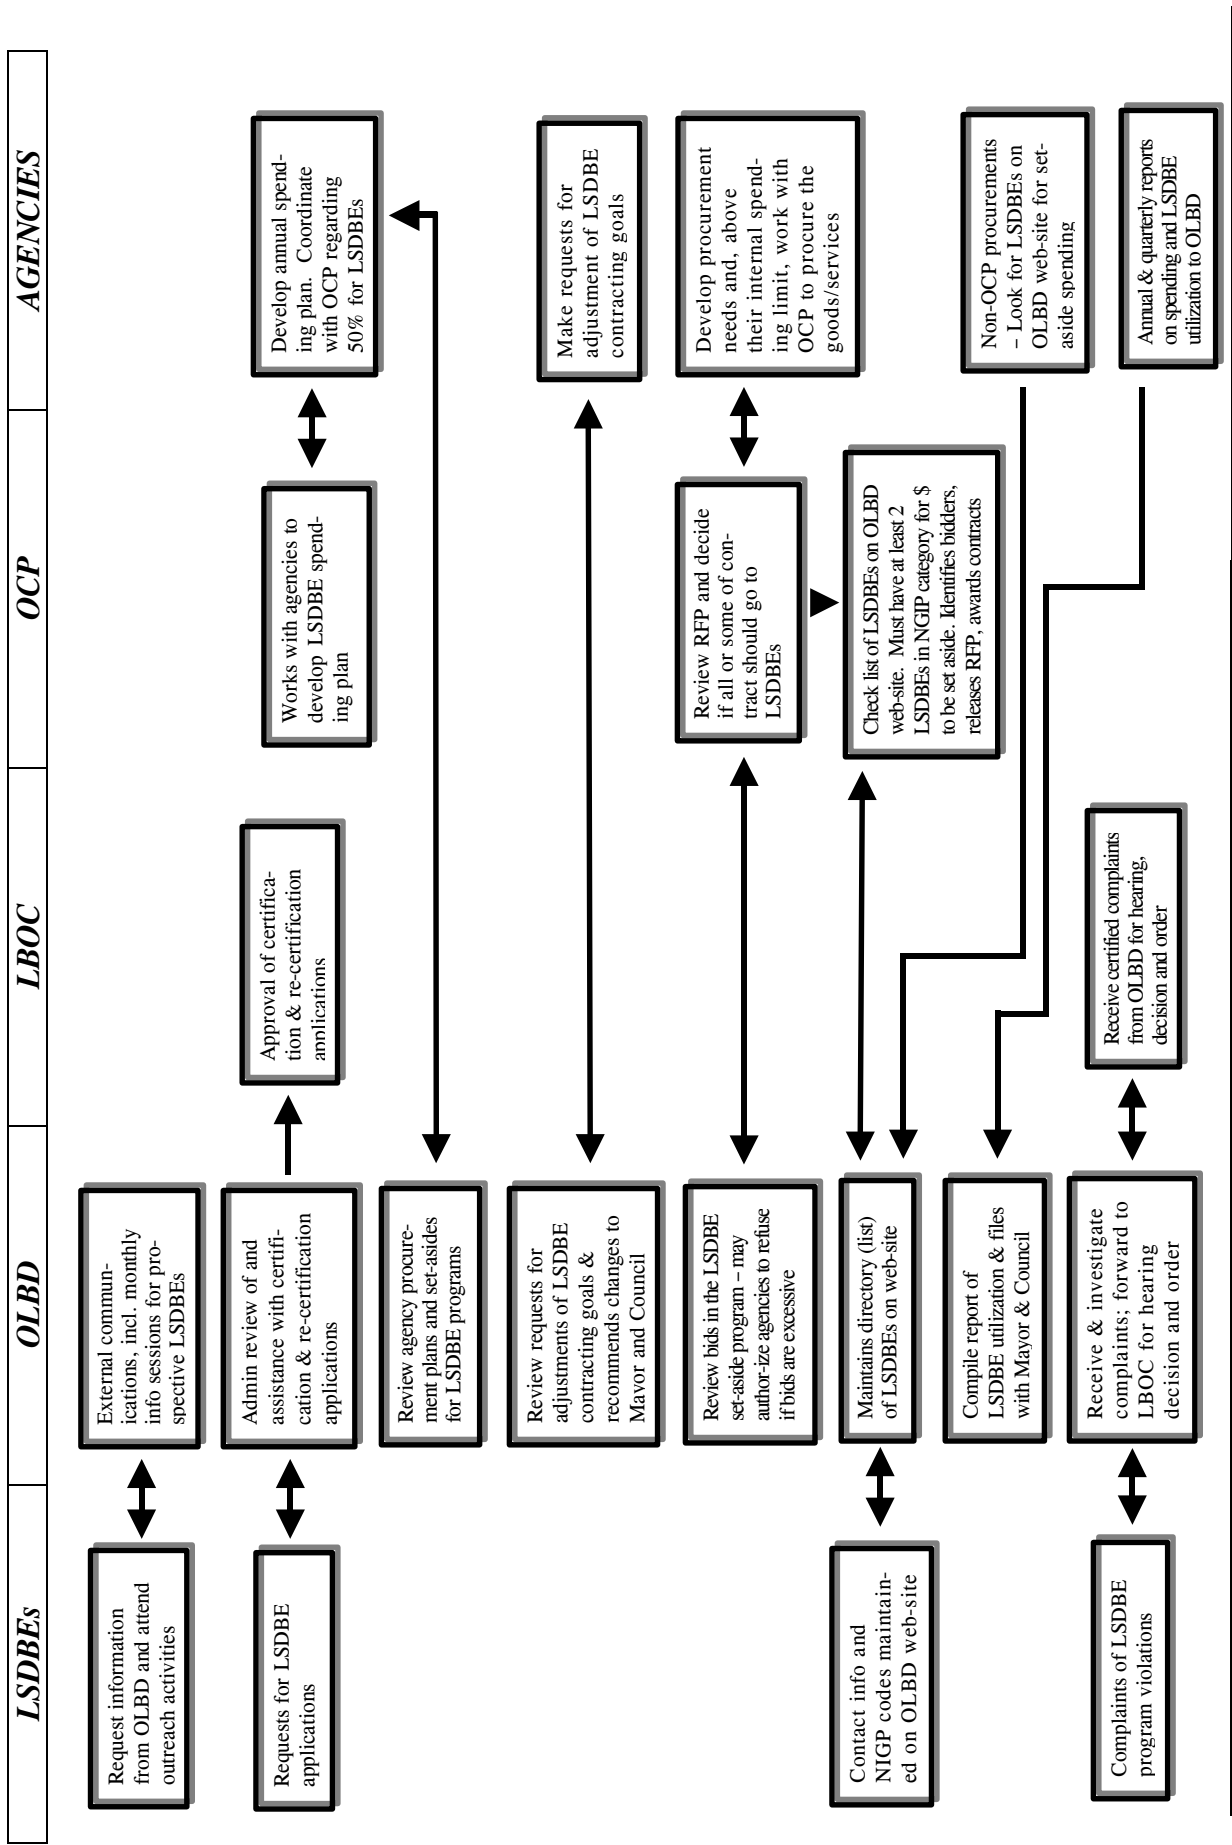 LSDBEs
OLBD
LBOC
OCP
AGENCIES
Request information
from OLBD and attend
outreach activities
External commun-
ications, incl. monthly
info sessions for pro-
spective LSDBEs
Requests for LSDBE
applications
Admin review of and
assistance with certifi-
cation & re-certification
applications
Approval of certifica-
tion & re-certification
applications
Works with agencies to
develop LSDBE spend-
ing plan
Develop annual spend-
ing plan. Coordinate
with OCP regarding
50% for LSDBEs
Review agency procure-
ment plans and set-asides
for LSDBE programs
Review requests for
adjustments of LSDBE
contracting goals &
recommends changes to
Mayor and Council
Make requests for
adjustment of LSDBE
contracting goals
Review bids in the LSDBE
set-aside program – may
author-ize agencies to refuse
if bids are excessive
Review RFP and decide
if all or some of con-
tract should go to
LSDBEs
Develop procurement
needs and, above
their internal spend-
ing limit, work with
OCP to procure the
goods/services
Contact info and
NIGP codes maintain-
ed on OLBD web-site
Maintains directory (list)
of LSDBEs on web-site
Check list of LSDBEs on OLBD
web-site. Must have at least 2
LSDBEs in NGIP category for $
to be set aside. Identifies bidders,
releases RFP, awards contracts
Non-OCP procurements
– Look for LSDBEs on
OLBD web-site for set-
aside spending
Compile report of
LSDBE utilization & files
with Mayor & Council
Annual & quarterly reports
on spending and LSDBE
utilization to OLBD
Complaints of LSDBE
program violations
Receive & investigate
complaints; forward to
LBOC for hearing
decision and order
Receive certified complaints
from OLBD for hearing,
decision and order